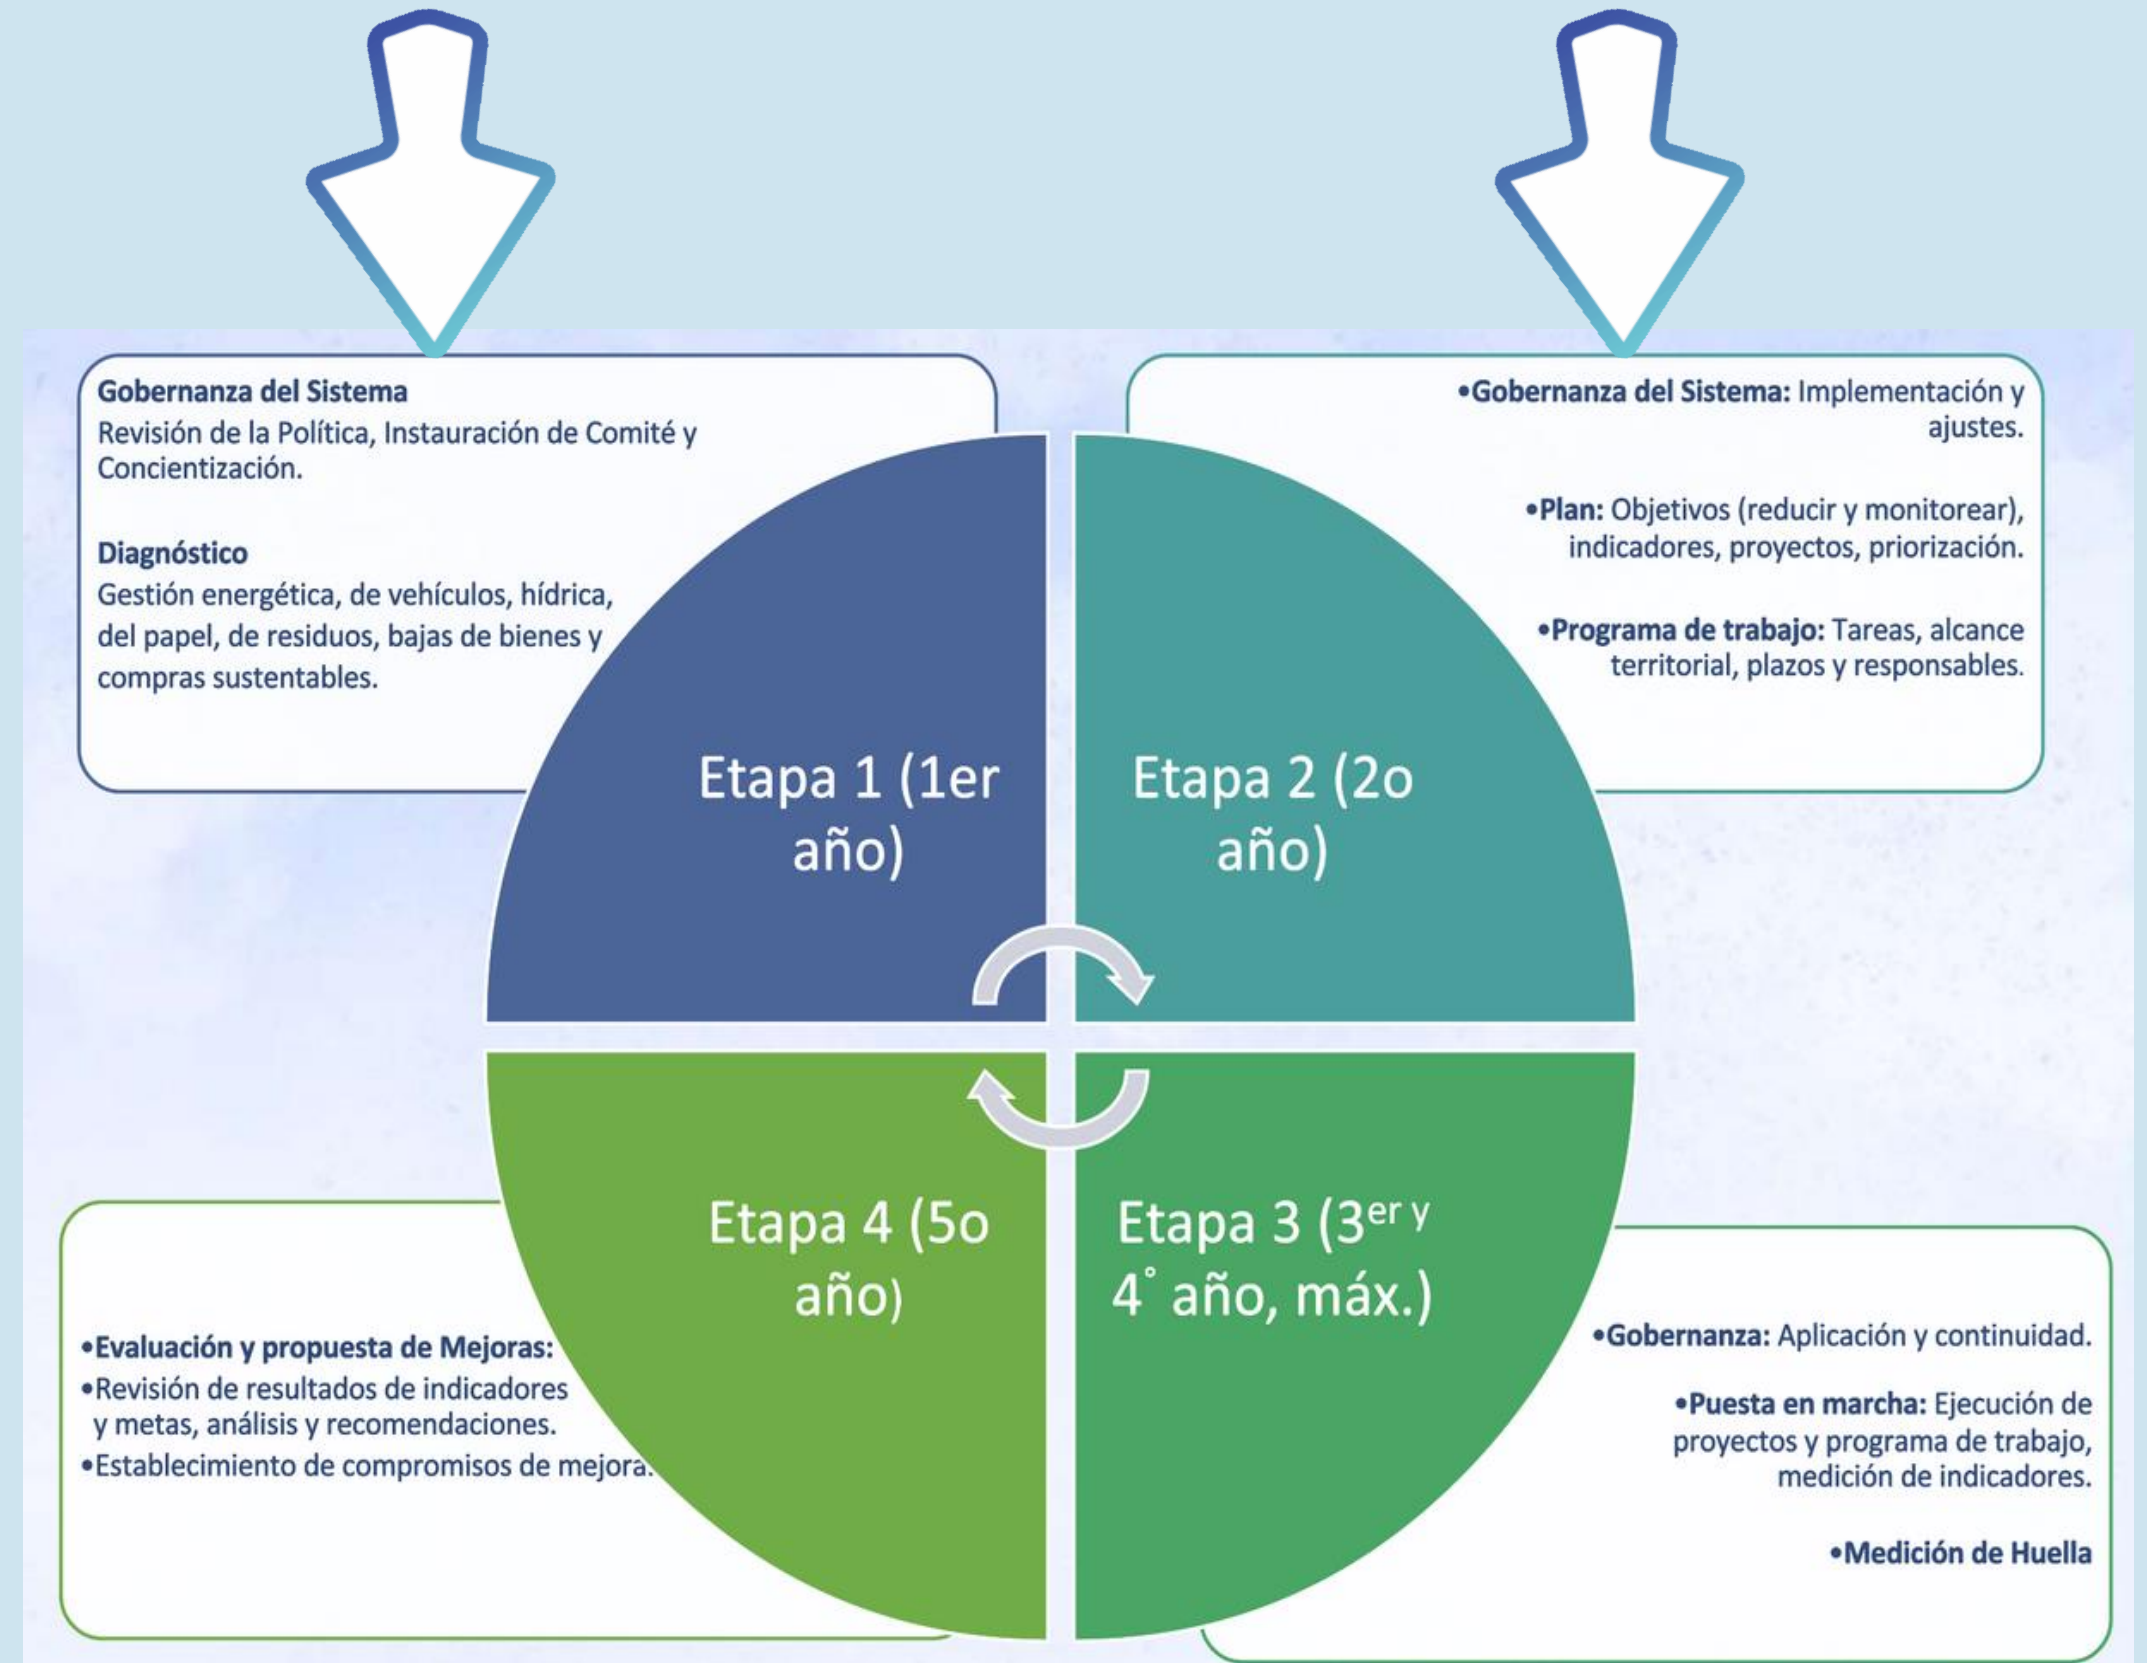 Gobernanza del Sistema
Revisión de la Política, Instauración de Comité y
Concientización.
Diagnóstico
Gestión energética, de vehículos, hídrica,
del papel, de residuos, bajas de bienes y
compras sustentables.
•Gobernanza del Sistema: Implementación y
ajustes.
•Plan: Objetivos (reducir y monitorear),
indicadores, proyectos, priorización.
•Programa de trabajo: Tareas, alcance
territorial, plazos y responsables.
Etapa 1 (1er
año)
Etapa 2 (2o
año)
Etapa 4 (5o
año)
Etapa 3 (3er y
4° año, máx.)
•Evaluación y propuesta de Mejoras:
•Revisión de resultados de indicadores
y metas, análisis y recomendaciones.
•Establecimiento de compromisos de mejora.
•Gobernanza: Aplicación y continuidad.
•Puesta en marcha: Ejecución de
proyectos y programa de trabajo,
medición de indicadores.
•Medición de Huella